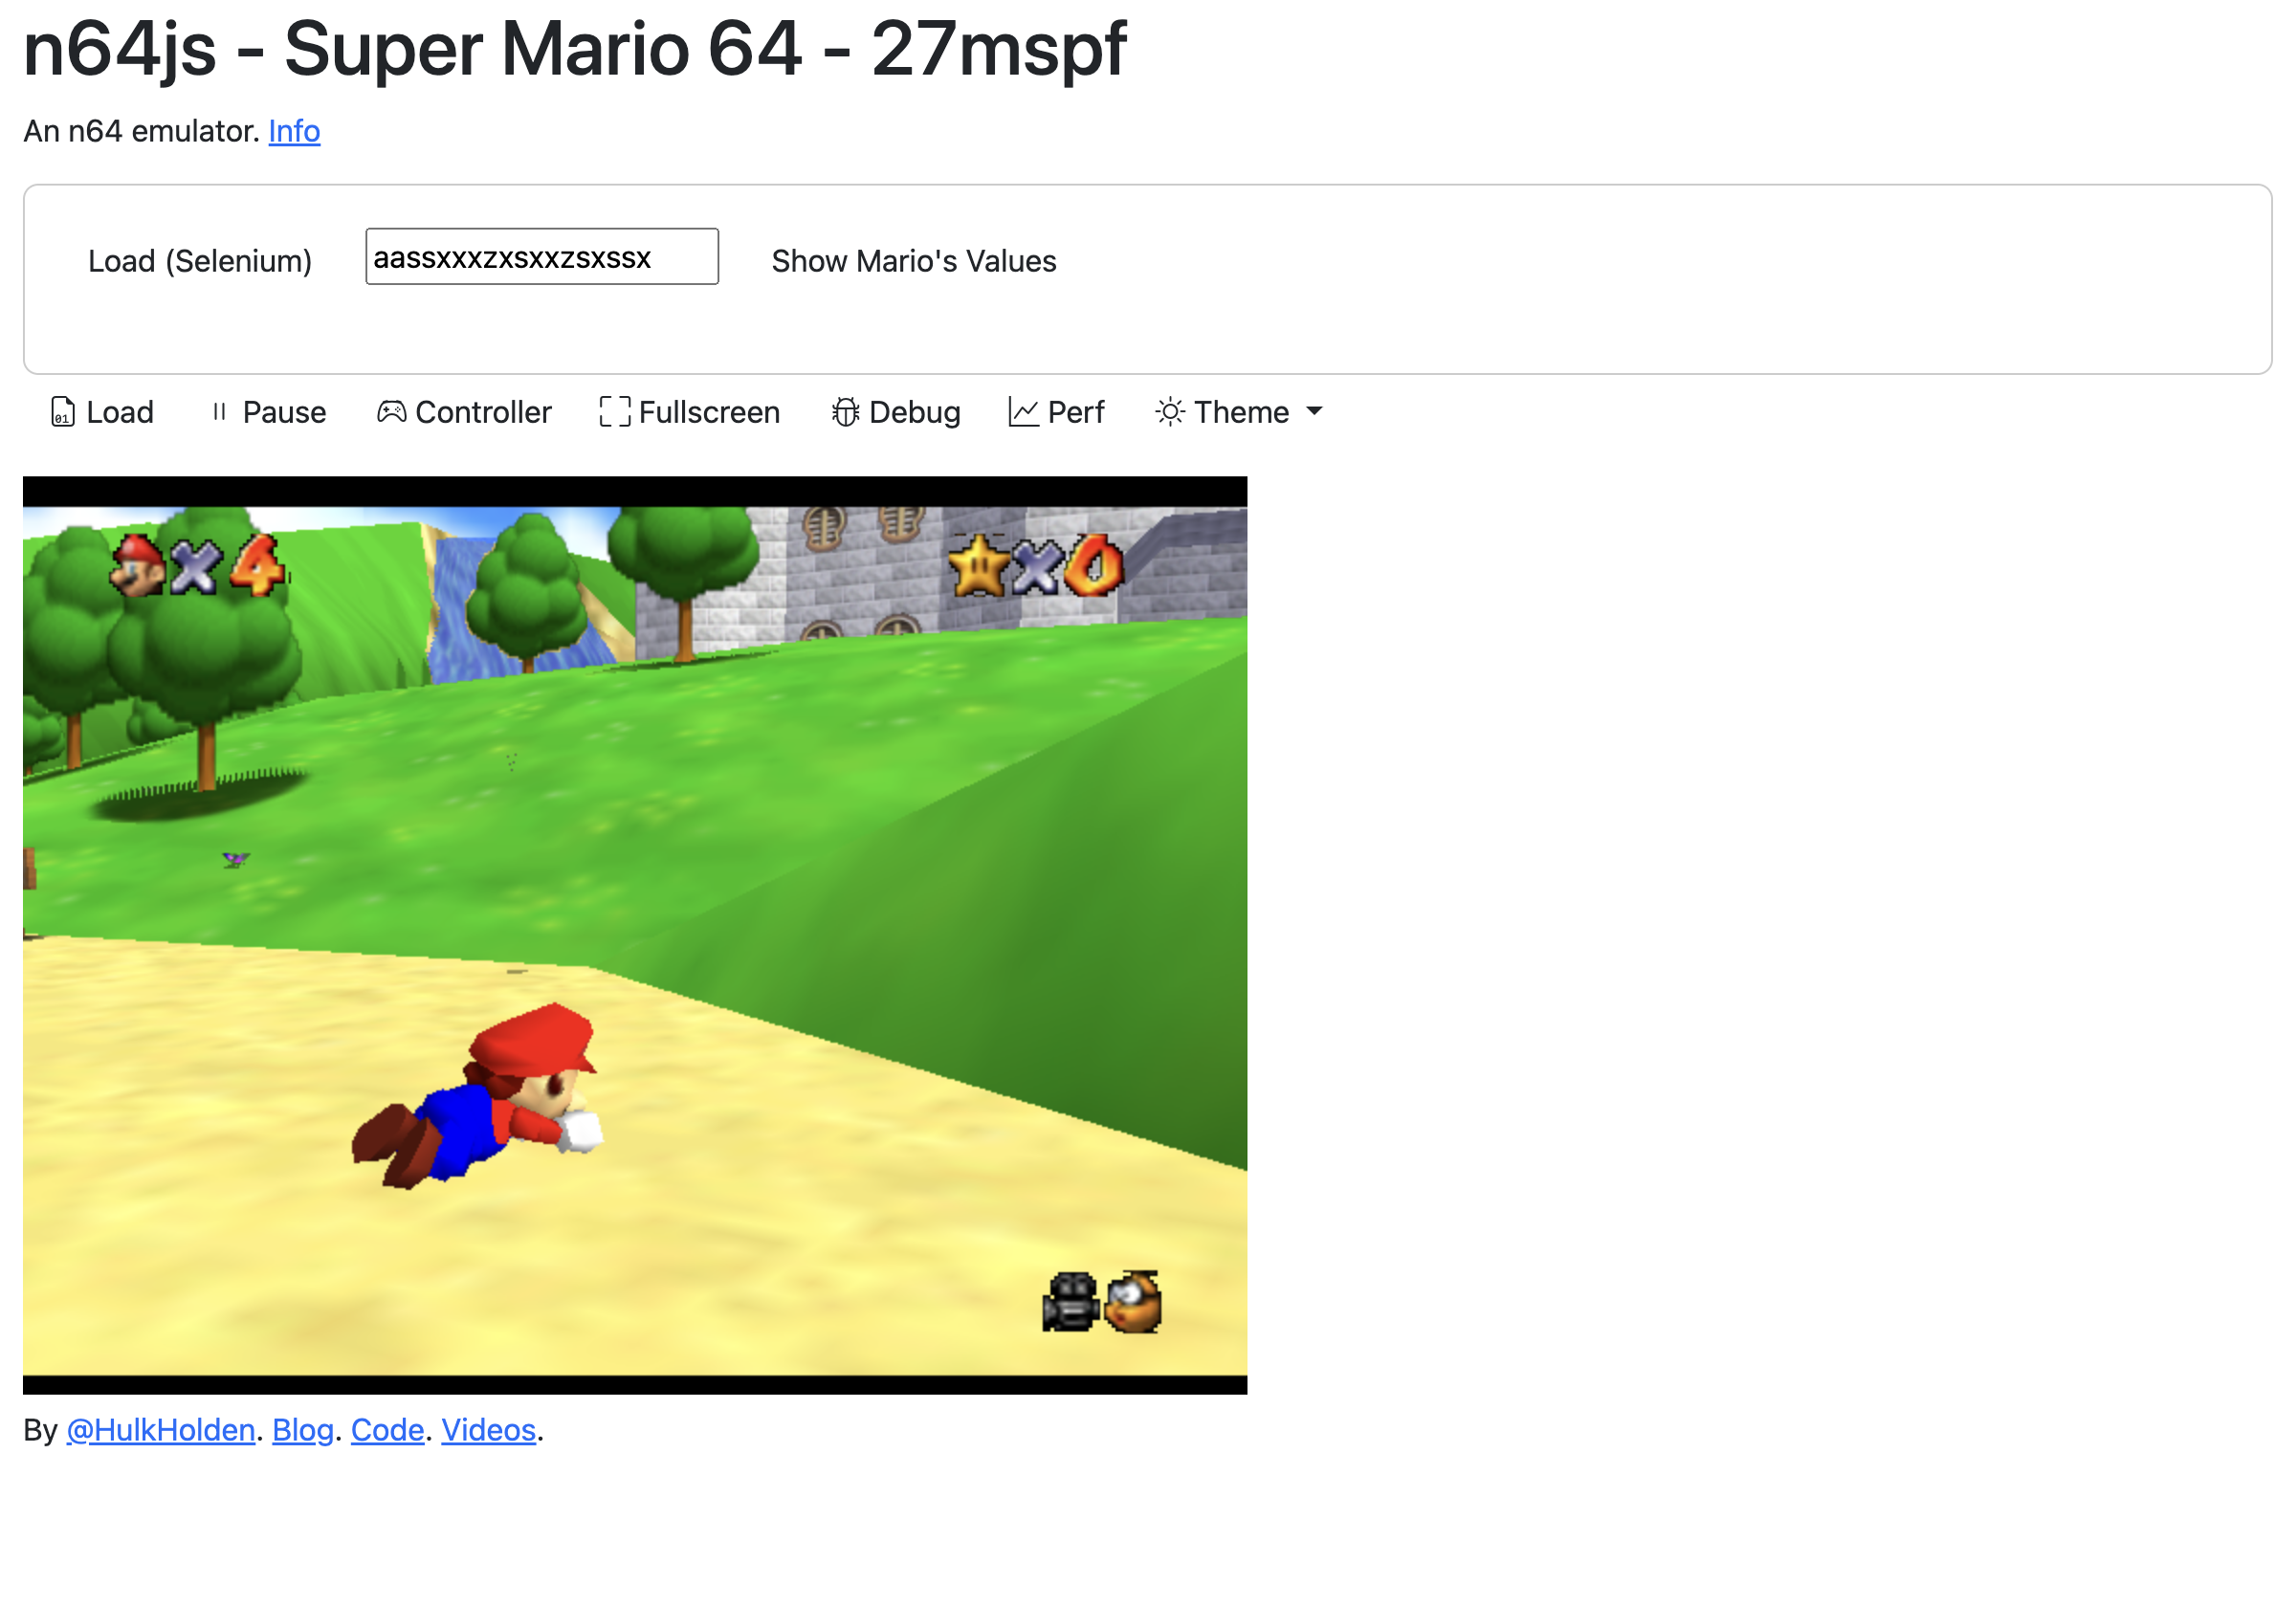 n64js - Super Mario 64 - 27mspf
An n64 emulator. Info
Load (Selenium) aassxxxzxsxxzsxssx Show Mario's Values
Load Pause Controller Fullscreen Debug Perf Theme
×4 ×0
By @HulkHolden. Blog. Code. Videos.